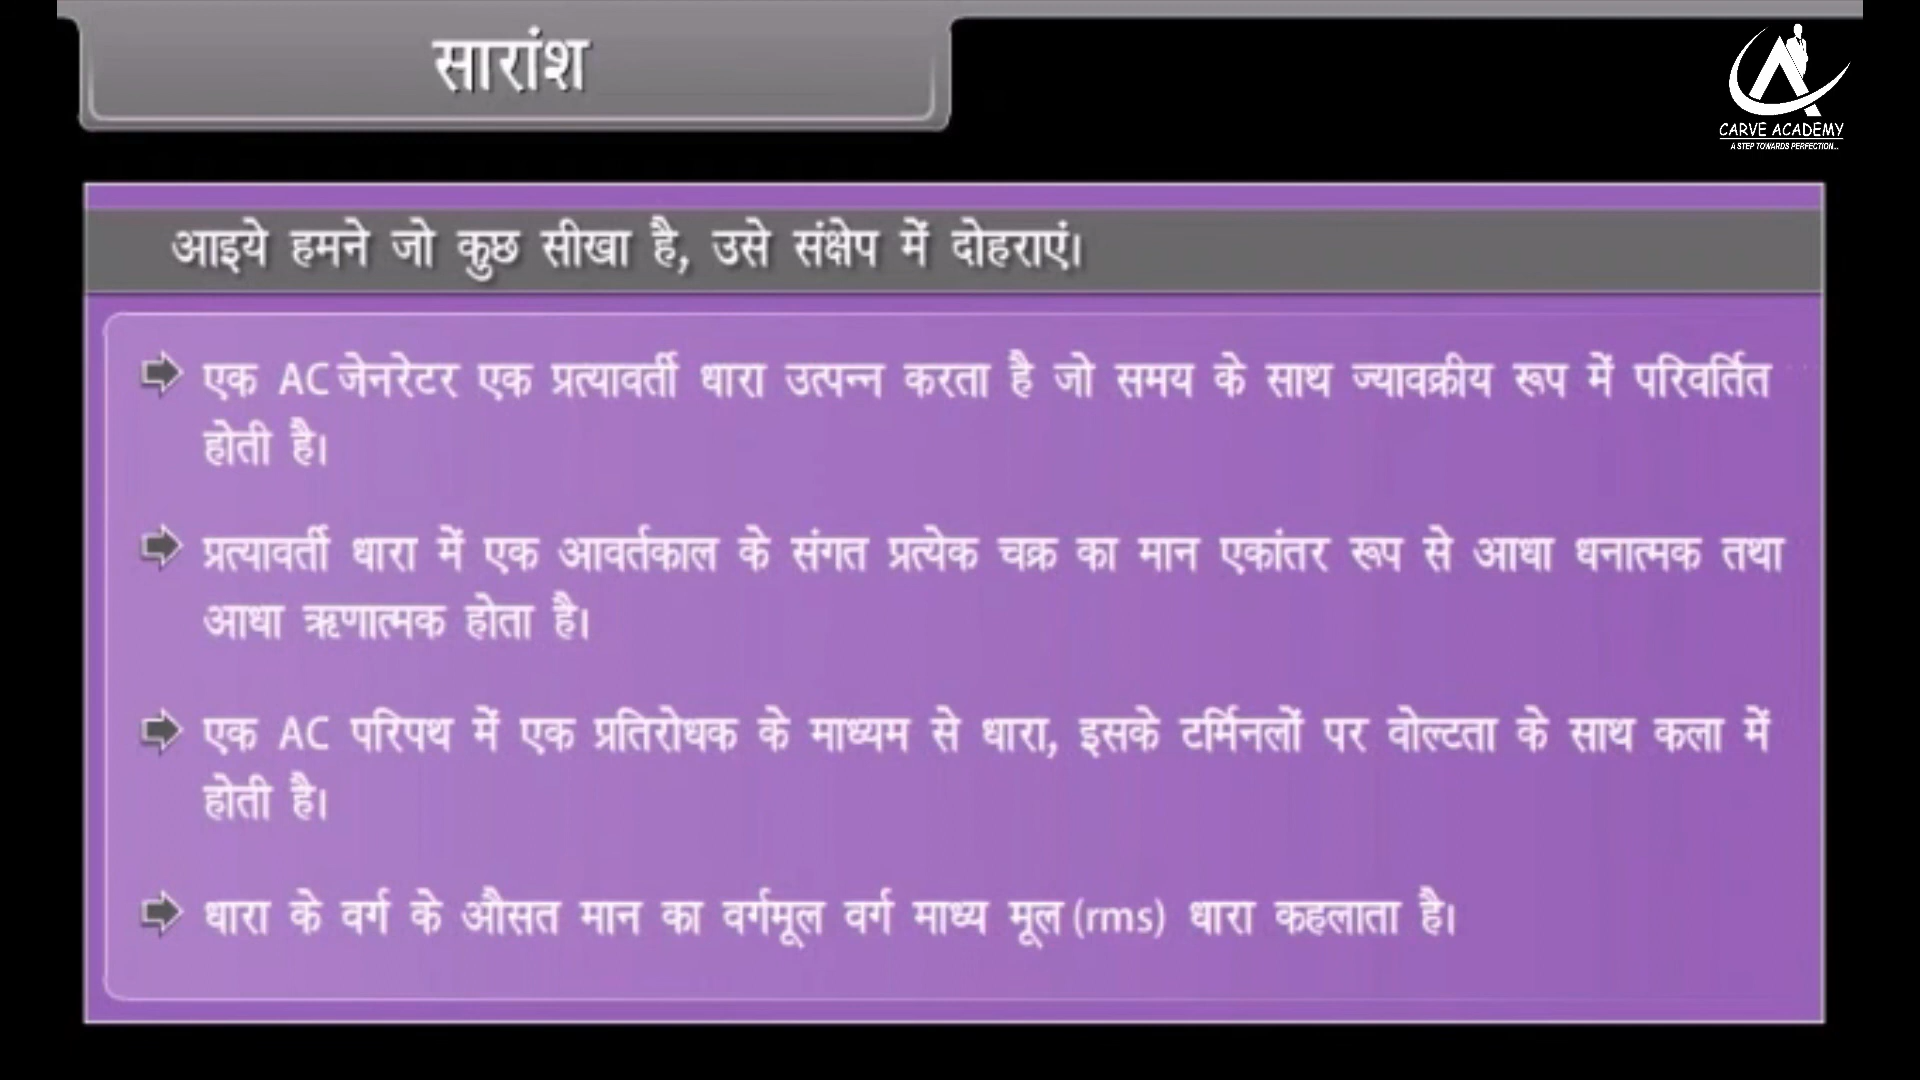 सारांश
CARVE ACADEMY
A STEP TOWARDS PERFECTION...
आइये हमने जो कुछ सीखा है, उसे संक्षेप में दोहराएं।
एक AC जेनरेटर एक प्रत्यावर्ती धारा उत्पन्न करता है जो समय के साथ ज्यावक्रीय रूप में परिवर्तित
होती है।
प्रत्यावर्ती धारा में एक आवर्तकाल के संगत प्रत्येक चक्र का मान एकांतर रूप से आधा धनात्मक तथा
आधा ऋणात्मक होता है।
एक AC परिपथ में एक प्रतिरोधक के माध्यम से धारा, इसके टर्मिनलों पर वोल्टता के साथ कला में
होती है।
धारा के वर्ग के औसत मान का वर्गमूल वर्ग माध्य मूल (rms) धारा कहलाता है।